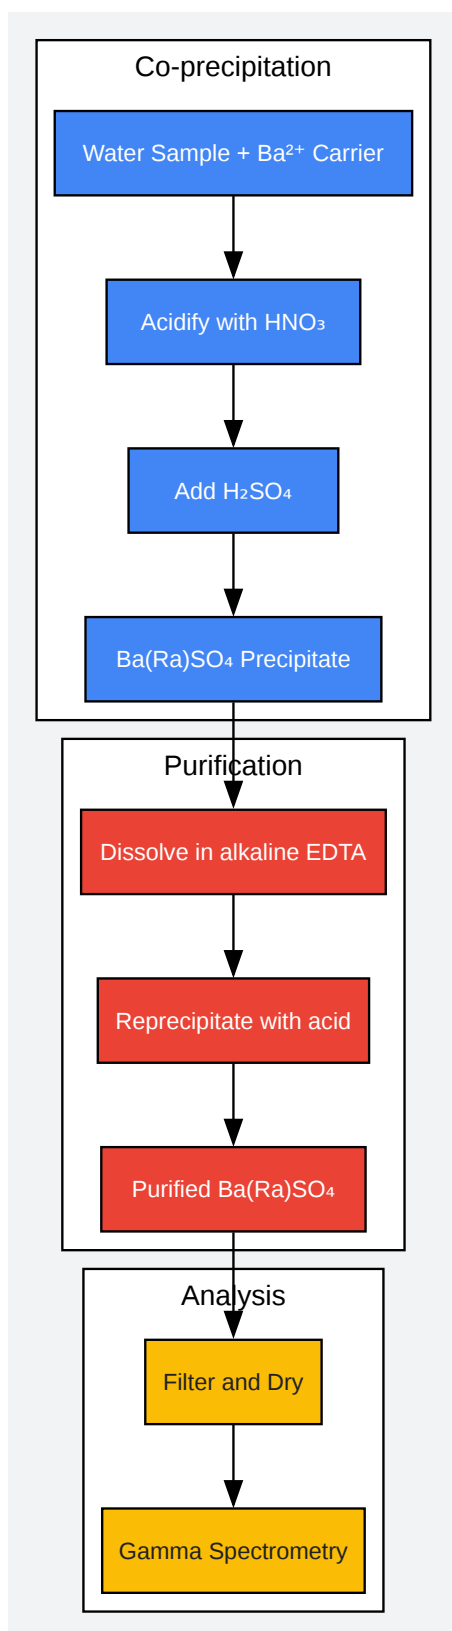 Co-precipitation
Water Sample + Ba²⁺ Carrier
Acidify with HNO₃
Add H₂SO₄
Ba(Ra)SO₄ Precipitate
Purification
Dissolve in alkaline EDTA
Reprecipitate with acid
Purified Ba(Ra)SO₄
Analysis
Filter and Dry
Gamma Spectrometry